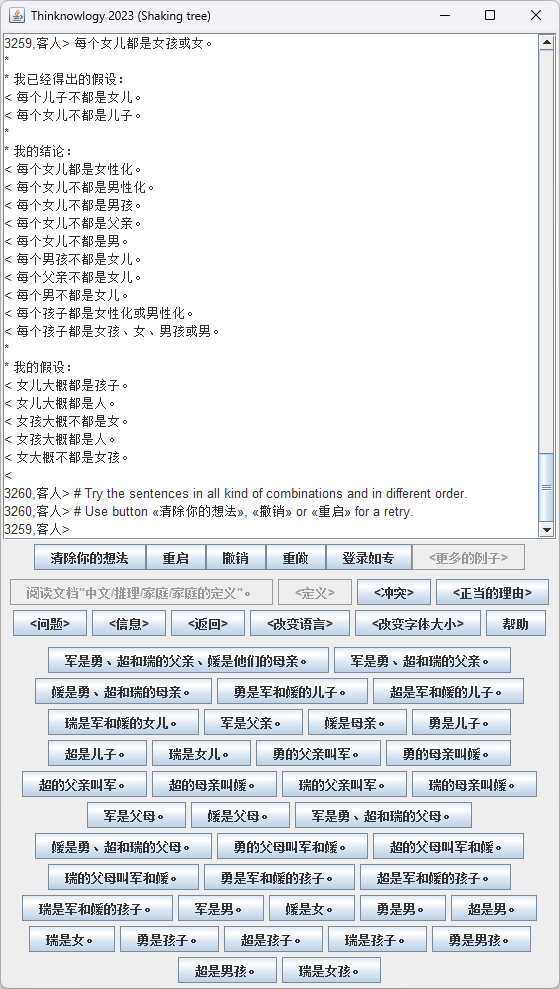 Thinknowlogy 2023 (Shaking tree)
3259,客人> 每个女儿都是女孩或女。
*
* 我已经得出的假设：
< 每个儿子不都是女儿。
< 每个女儿不都是儿子。
*
* 我的结论：
< 每个女儿都是女性化。
< 每个女儿不都是男性化。
< 每个女儿不都是男孩。
< 每个女儿不都是父亲。
< 每个女儿不都是男。
< 每个男孩不都是女儿。
< 每个父亲不都是女儿。
< 每个男不都是女儿。
< 每个孩子都是女性化或男性化。
< 每个孩子都是女孩、女、男孩或男。
*
* 我的假设：
< 女儿大概都是孩子。
< 女儿大概都是人。
< 女孩大概不都是女。
< 女孩大概都是人。
< 女大概都不是女孩。
<
3260,客人> # Try the sentences in all kind of combinations and in different order.
3260,客人> # Use button «清除你的想法», «撤销» or «重启» for a retry.
3259,客人>
清除你的想法 重启 撤销 重做 登录如专 <更多的例子>
阅读文档"中文/推理/家庭/家庭的定义"。 <定义> <冲突> <正当的理由>
<问题> <信息> <返回> <改变语言> <改变字体大小> 帮助
军是勇、超和瑞的父亲、媛是他们的母亲。 军是勇、超和瑞的父亲。
媛是勇、超和瑞的母亲。 勇是军和媛的儿子。 超是军和媛的儿子。
瑞是军和媛的女儿。 军是父亲。 媛是母亲。 勇是儿子。
超是儿子。 瑞是女儿。 勇的父亲叫军。 勇的母亲叫媛。
超的父亲叫军。 超的母亲叫媛。 瑞的父亲叫军。 瑞的母亲叫媛。
军是父母。 媛是父母。 军是勇、超和瑞的父母。
媛是勇、超和瑞的父母。 勇的父母叫军和媛。 超的父母叫军和媛。
瑞的父母叫军和媛。 勇是军和媛的孩子。 超是军和媛的孩子。
瑞是军和媛的孩子。 军是男。 媛是女。 勇是男。 超是男。
瑞是女。 勇是孩子。 超是孩子。 瑞是孩子。 勇是男孩。
超是男孩。 瑞是女孩。